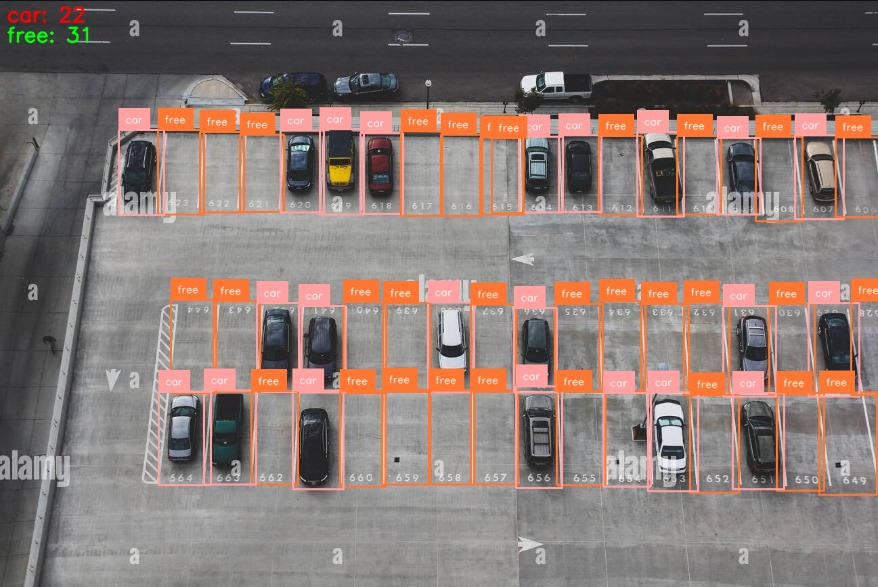 car: 22
free: 31
a a a a
car free free free car car car free free free free car car free car free car free car free
a
alamy alamy
623 622 621 620 618 617 616 615 613 612 611 608 607 606
alamy
a
free free car car free free car free car free free free free car free car free
644 643 641 640 639 637 636 635 634 633 632 631 630
car car free car free free free free car free car car free car free free
a a
alamy alamy
664 663 662 660 659 658 657 656 655 654 653 652 651 650 649
a a a a